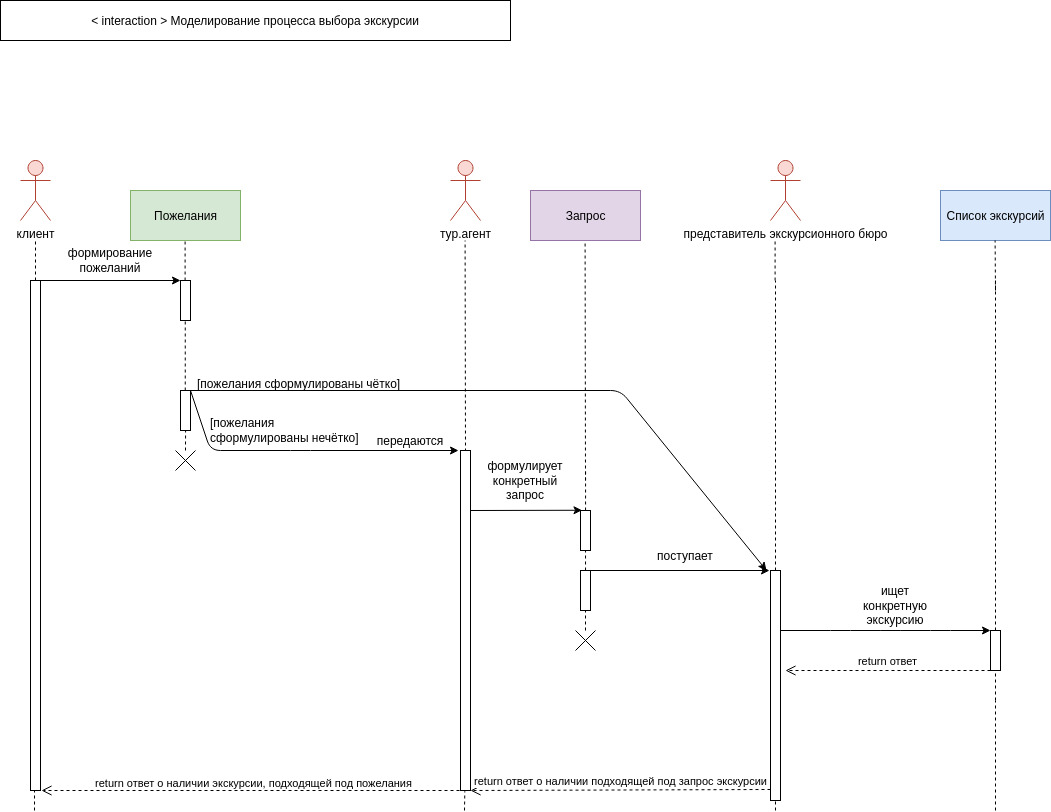 < interaction > Моделирование процесса выбора экскурсии
клиент
Пожелания
тур.агент
Запрос
представитель экскурсионного бюро
Список экскурсий
формирование
пожеланий
[пожелания сформулированы чётко]
[пожелания
сформулированы нечётко]
передаются
формулирует
конкретный
запрос
поступает
ищет
конкретную
экскурсию
return ответ
return ответ о наличии экскурсии, подходящей под пожелания
return ответ о наличии подходящей под запрос экскурсии